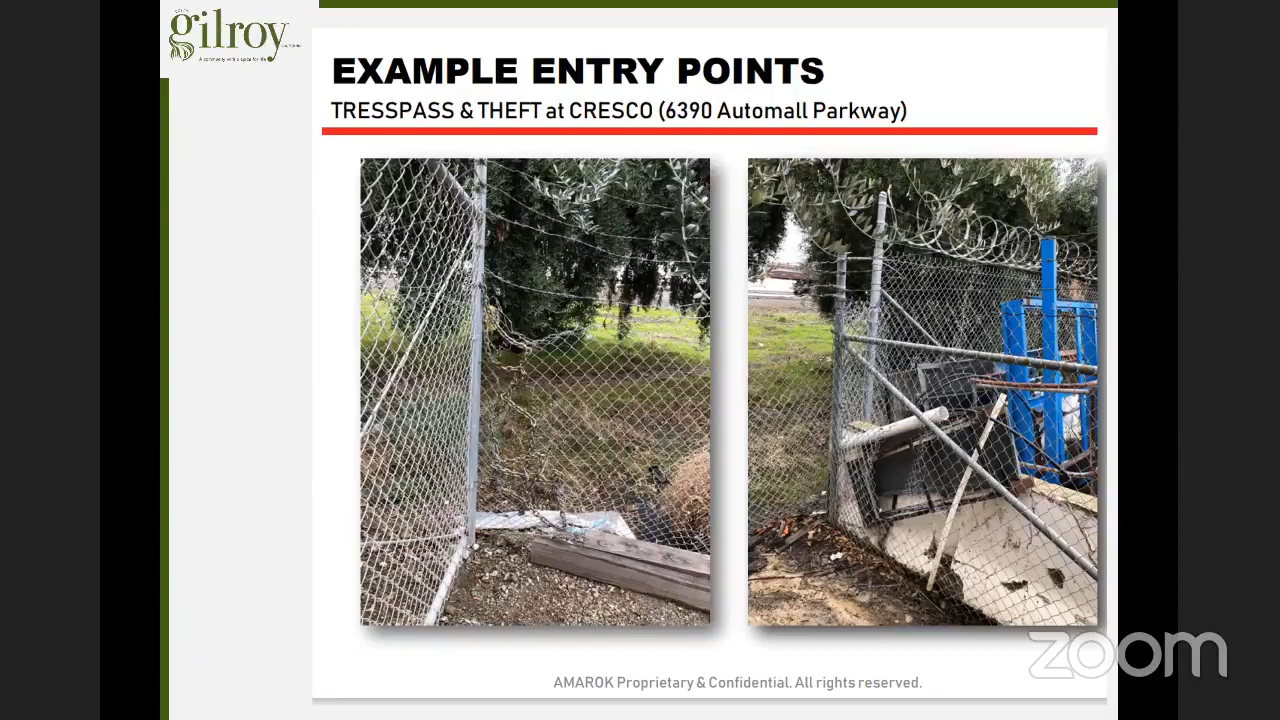 gilroy
A community with a spice for life
EXAMPLE ENTRY POINTS
TRESSPASS & THEFT at CRESCO (6390 Automall Parkway)
zoom
AMAROK Proprietary & Confidential. All rights reserved.